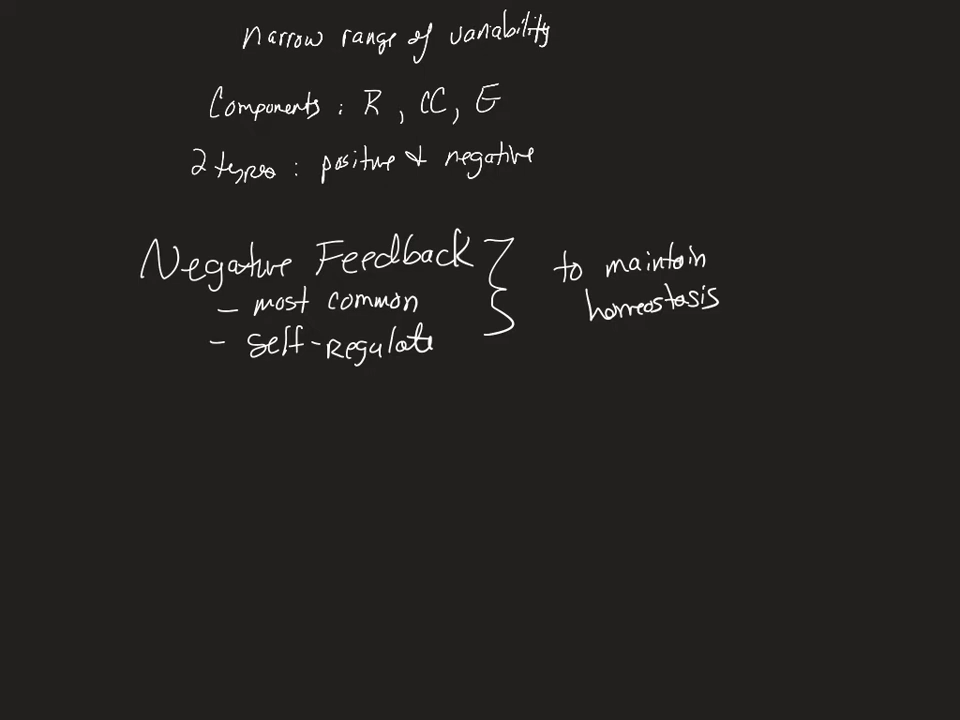 narrow range of variability
Components : R, CC, E
2 types : positive & negative
Negative Feedback
- most common
- self-regulate
to maintain
homeostasis